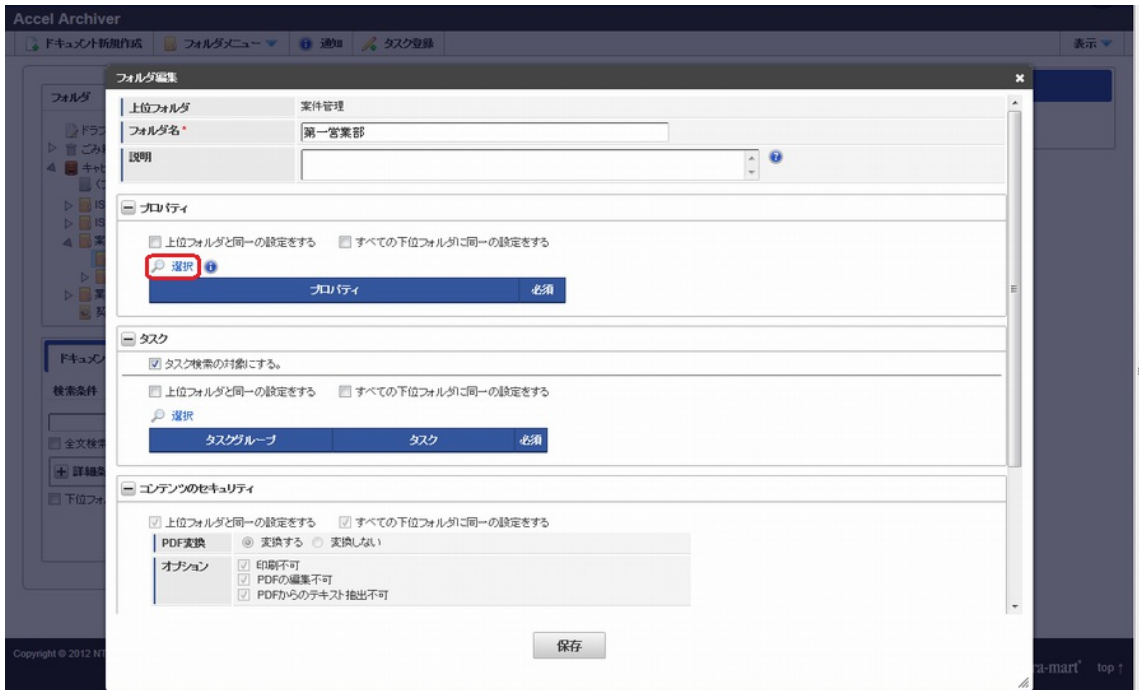 Accel Archiver
ドキュメント新規作成 フォルダメニュー 通知 タスク登録 表示
フォルダ編集
フォルダ
上位フォルダ 案件管理
フォルダ名* 第一営業部
説明
プロパティ
上位フォルダと同一の設定をする すべての下位フォルダに同一の設定をする
選択
プロパティ 必須
タスク
タスク検索の対象にする。
上位フォルダと同一の設定をする すべての下位フォルダに同一の設定をする
選択
タスクグループ タスク 必須
コンテンツのセキュリティ
上位フォルダと同一の設定をする すべての下位フォルダに同一の設定をする
PDF変換 変換する 変換しない
オプション 印刷不可
PDFの編集不可
PDFからのテキスト抽出不可
保存
検索条件
Copyright © 2012 NT
ra-mart top ↑